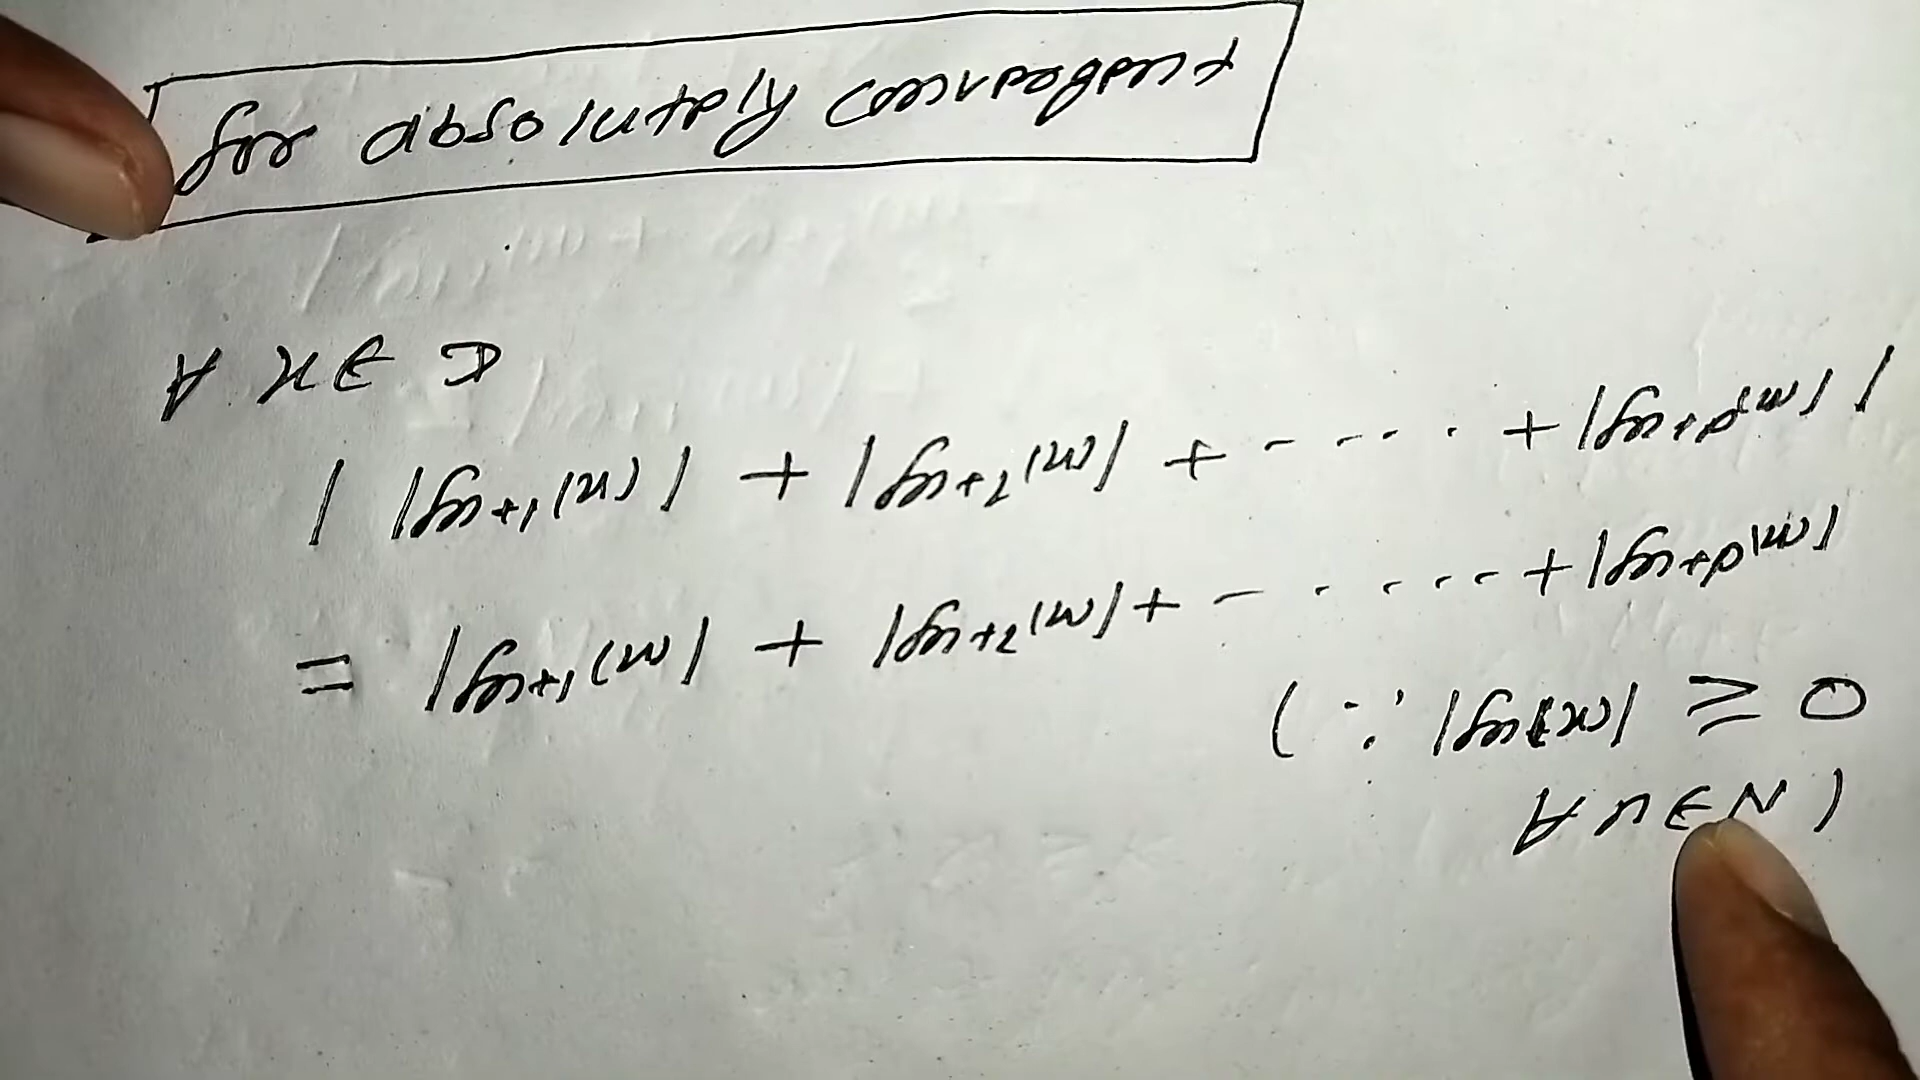 for absolutely convergent
∀ x ∈ D
| |fn+1(x)| + |fn+2(x)| + - - - - · + |fn+p(x)| |
= |fn+1(x)| + |fn+2(x)| + - - - - - - + |fn+p(x)|
( ∵ |fn(x)| ≥ 0
∀ n ∈ N )